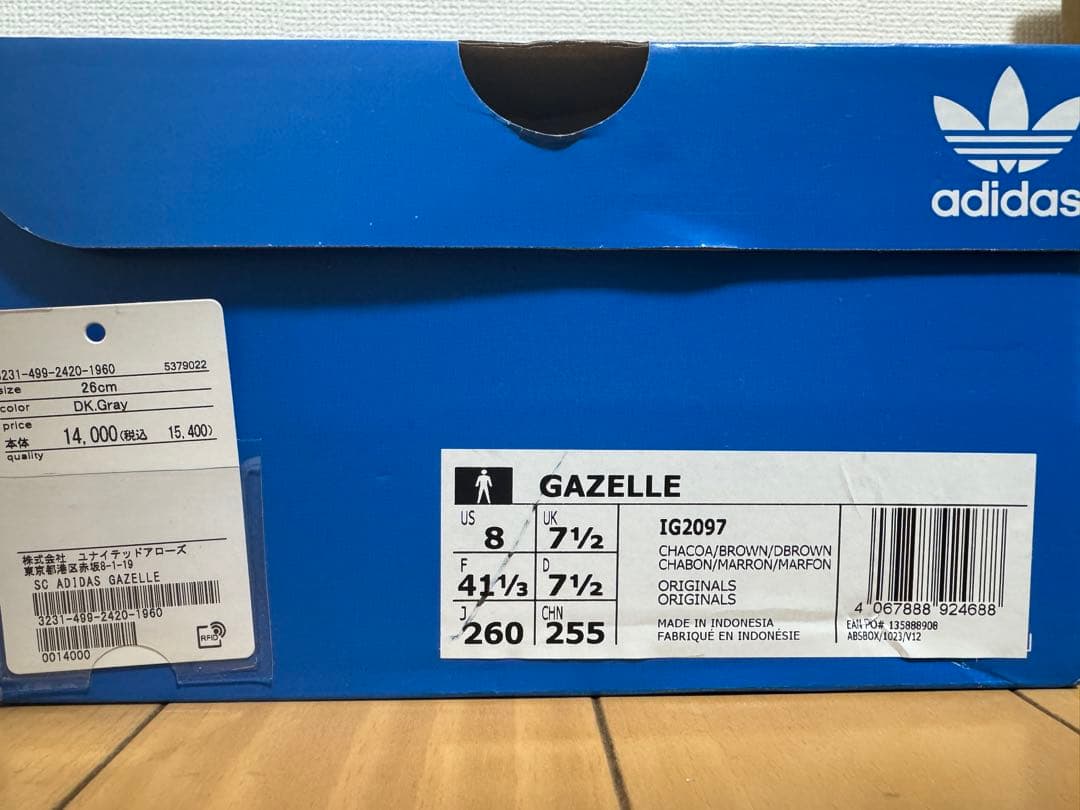 adidas
3231-499-2420-1960 5379022
size 26cm
color DK.Gray
price
本体 14,000(税込 15,400)
quality
株式会社 ユナイテッドアローズ
東京都港区赤坂8-1-19
SC ADIDAS GAZELLE
3231-499-2420-1960
0014000
RFID
GAZELLE
US 8 UK 7½
F 41⅓ D 7½
J 260 CHN 255
IG2097
CHACOA/BROWN/DBROWN
CHABON/MARRON/MARFON
ORIGINALS
ORIGINALS
MADE IN INDONESIA
FABRIQUÉ EN INDONÉSIE
4 067888 924688
EAN PO# 135888908
ABSBOX/1023/V12